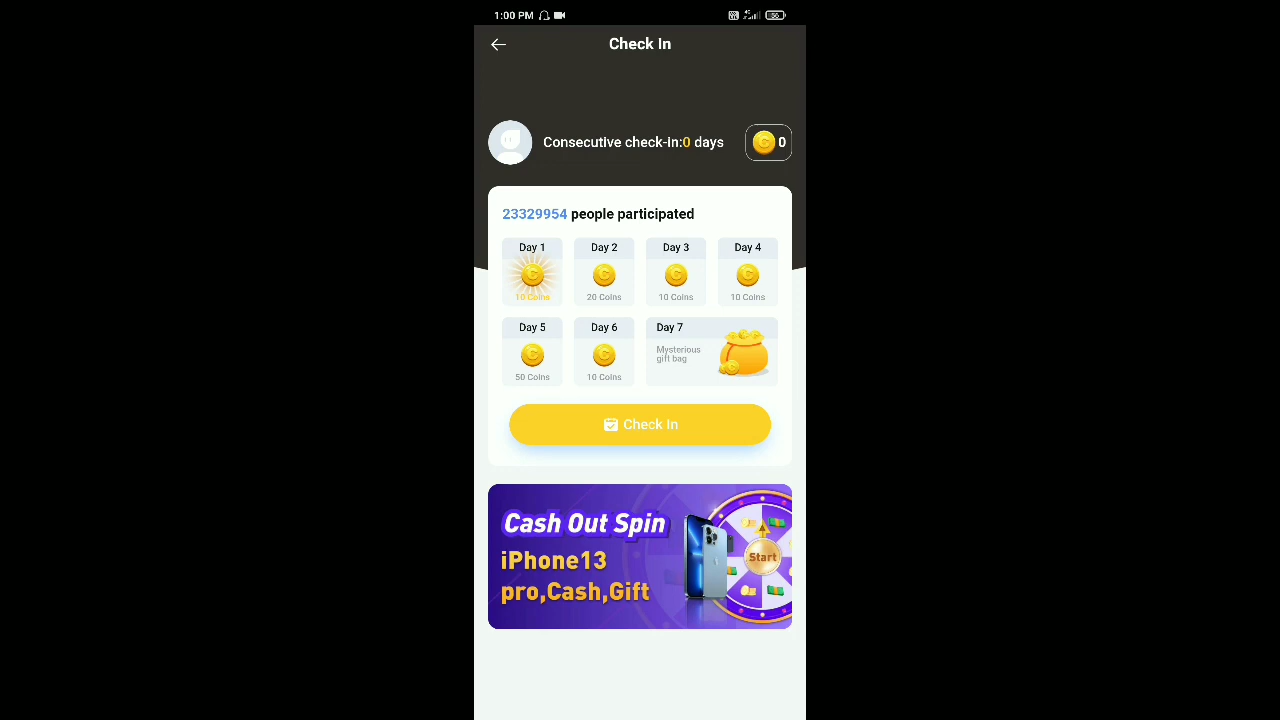 1:00 PM
4G
56
Check In
Consecutive check-in:0 days
0
23329954 people participated
Day 1
Day 2
Day 3
Day 4
10 Coins
20 Coins
10 Coins
10 Coins
Day 5
Day 6
Day 7
Mysterious
gift bag
50 Coins
10 Coins
Check In
Cash Out Spin
iPhone13
pro,Cash,Gift
Start